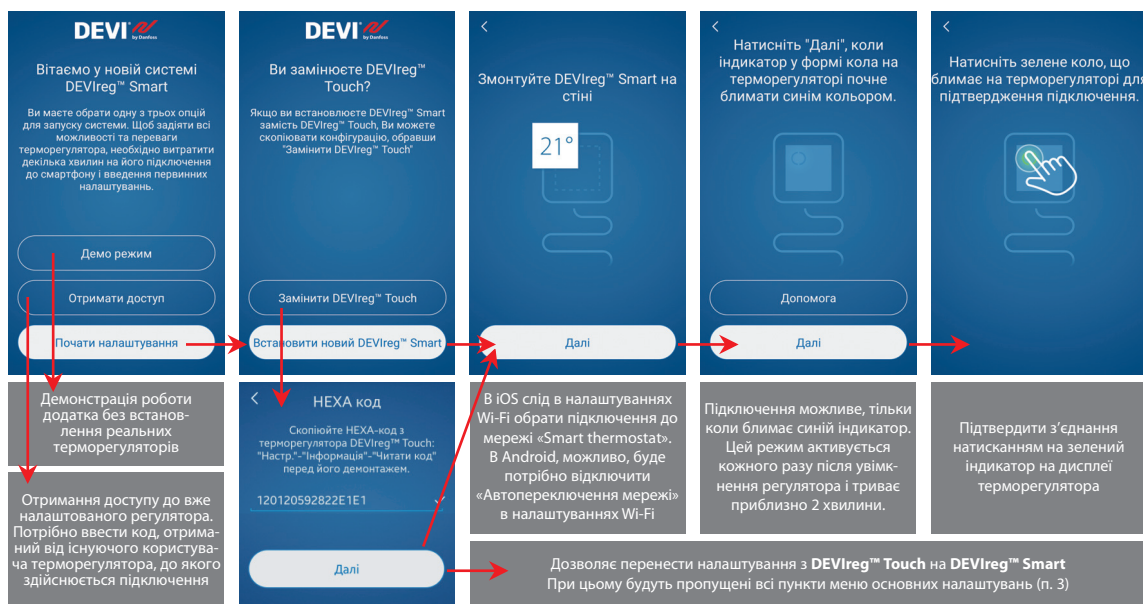 DEVI
by Danfoss
Вітаємо у новій системі
DEVIreg™ Smart
Ви маєте обрати одну з трьох опцій
для запуску системи. Щоб задіяти всі
можливості та переваги
терморегулятора, необхідно витратити
декілька хвилин на його підключення
до смартфону і введення первинних
налаштуваннь.
Демо режим
Отримати доступ
Почати налаштування
DEVI
by Danfoss
Ви замінюєте DEVIreg™
Touch?
Якщо ви встановлюєте DEVIreg™ Smart
замість DEVIreg™ Touch, Ви можете
скопіювати конфігурацію, обравши
"Замінити DEVIreg™ Touch"
Замінити DEVIreg™ Touch
Встановити новий DEVIreg™ Smart
Змонтуйте DEVIreg™ Smart на
стіні
21°
Далі
Натисніть "Далі", коли
індикатор у формі кола на
терморегуляторі почне
блимати синім кольором.
Допомога
Далі
Натисніть зелене коло, що
блимає на терморегуляторі для
підтвердження підключення.
Демонстрація роботи
додатка без встанов-
лення реальних
терморегуляторів
Отримання доступу до вже
налаштованого регулятора.
Потрібно ввести код, отрима-
ний від існуючого користува-
ча терморегулятора, до якого
здійснюється підключення
НЕХА код
Скопіюйте НЕХА-код з
терморегулятора DEVIreg™ Touch:
"Настр."-"Інформація"-"Читати код"
перед його демонтажем.
120120592822E1E1
Далі
В iOS слід в налаштуваннях
Wi-Fi обрати підключення до
мережі «Smart thermostat».
В Android, можливо, буде
потрібно відключити
«Автопереключення мережі»
в налаштуваннях Wi-Fi
Підключення можливе, тільки
коли блимає синій індикатор.
Цей режим активується
кожного разу після увімк-
нення регулятора і триває
приблизно 2 хвилини.
Підтвердити з’єднання
натисканням на зелений
індикатор на дисплеї
терморегулятора
Дозволяє перенести налаштування з DEVIreg™ Touch на DEVIreg™ Smart
При цьому будуть пропущені всі пункти меню основних налаштувань (п. 3)